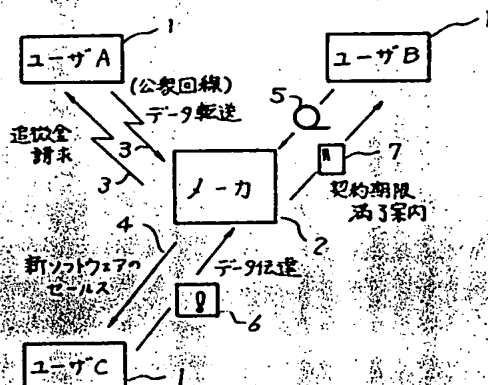 1
ユーザA
(公衆回線)
データ転送
3
追徴金
請求
3
ユーザB
1
5
7
契約期限
満了案内
メーカ
2
4
新ソフトウェアの
セールス
データ伝達
6
ユーザC
1